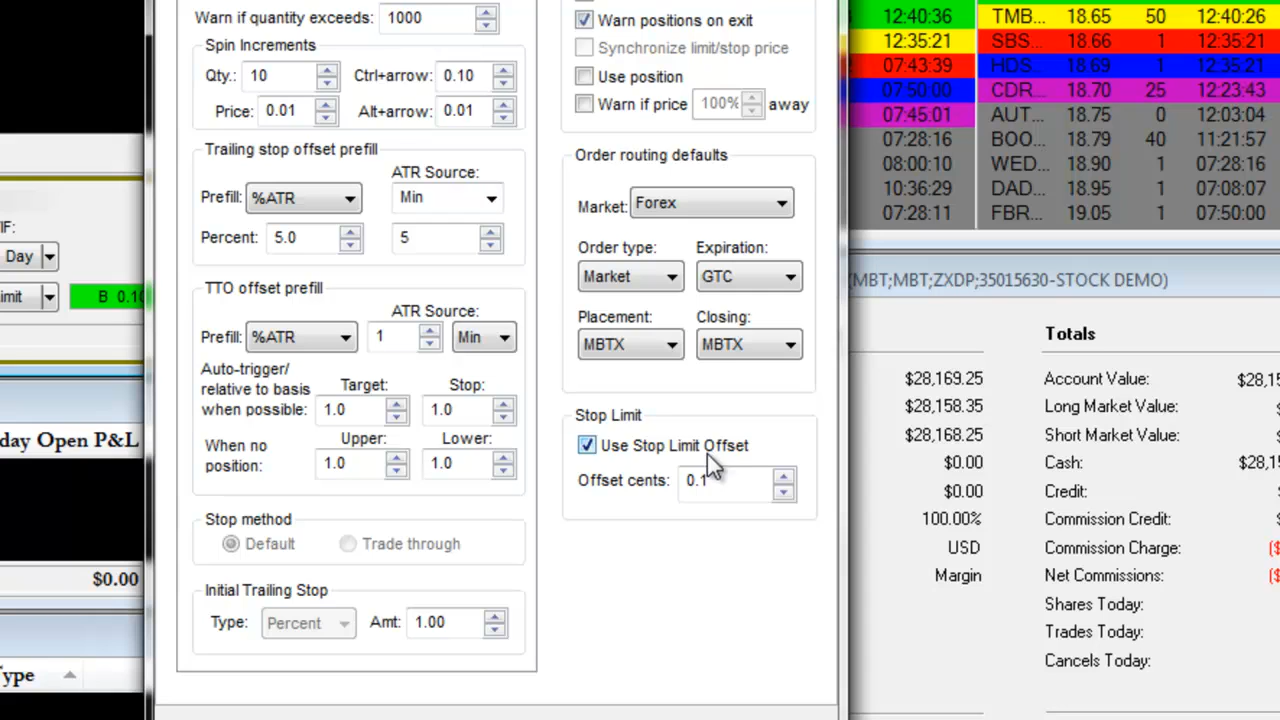 Warn if quantity exceeds: 1000
Spin Increments
Qty.: 10 Ctrl+arrow: 0.10
Price: 0.01 Alt+arrow: 0.01
Trailing stop offset prefill
ATR Source:
Prefill: %ATR Min
Percent: 5.0 5
TTO offset prefill
ATR Source:
Prefill: %ATR 1 Min
Auto-trigger/
relative to basis
when possible:
Target: Stop:
1.0 1.0
When no
position:
Upper: Lower:
1.0 1.0
Stop method
Default Trade through
Initial Trailing Stop
Type: Percent Amt: 1.00
Warn positions on exit
Synchronize limit/stop price
Use position
Warn if price 100% away
Order routing defaults
Market: Forex
Order type: Expiration:
Market GTC
Placement: Closing:
MBTX MBTX
Stop Limit
Use Stop Limit Offset
Offset cents: 0.1
IF:
Day
imit B 0.10
day Open P&L
$0.00
Type
12:40:36 TMB... 18.65 50 12:40:26
12:35:21 SBS... 18.66 1 12:35:21
07:43:39 HDS... 18.69 1 12:35:21
07:50:00 CDR... 18.70 25 12:23:43
07:45:01 AUT... 18.75 0 12:03:04
07:28:16 BOO... 18.79 40 11:21:57
08:00:10 WED... 18.90 1 07:28:16
10:36:29 DAD... 18.95 1 07:08:07
07:28:11 FBR... 19.05 1 07:50:00
(MBT;MBT;ZXDP;35015630-STOCK DEMO)
Totals
$28,169.25 Account Value: $28,15
$28,158.35 Long Market Value:
$28,168.25 Short Market Value:
$0.00 Cash: $28,15
$0.00 Credit:
100.00% Commission Credit:
USD Commission Charge: ($
Margin Net Commissions: ($
Shares Today:
Trades Today:
Cancels Today: